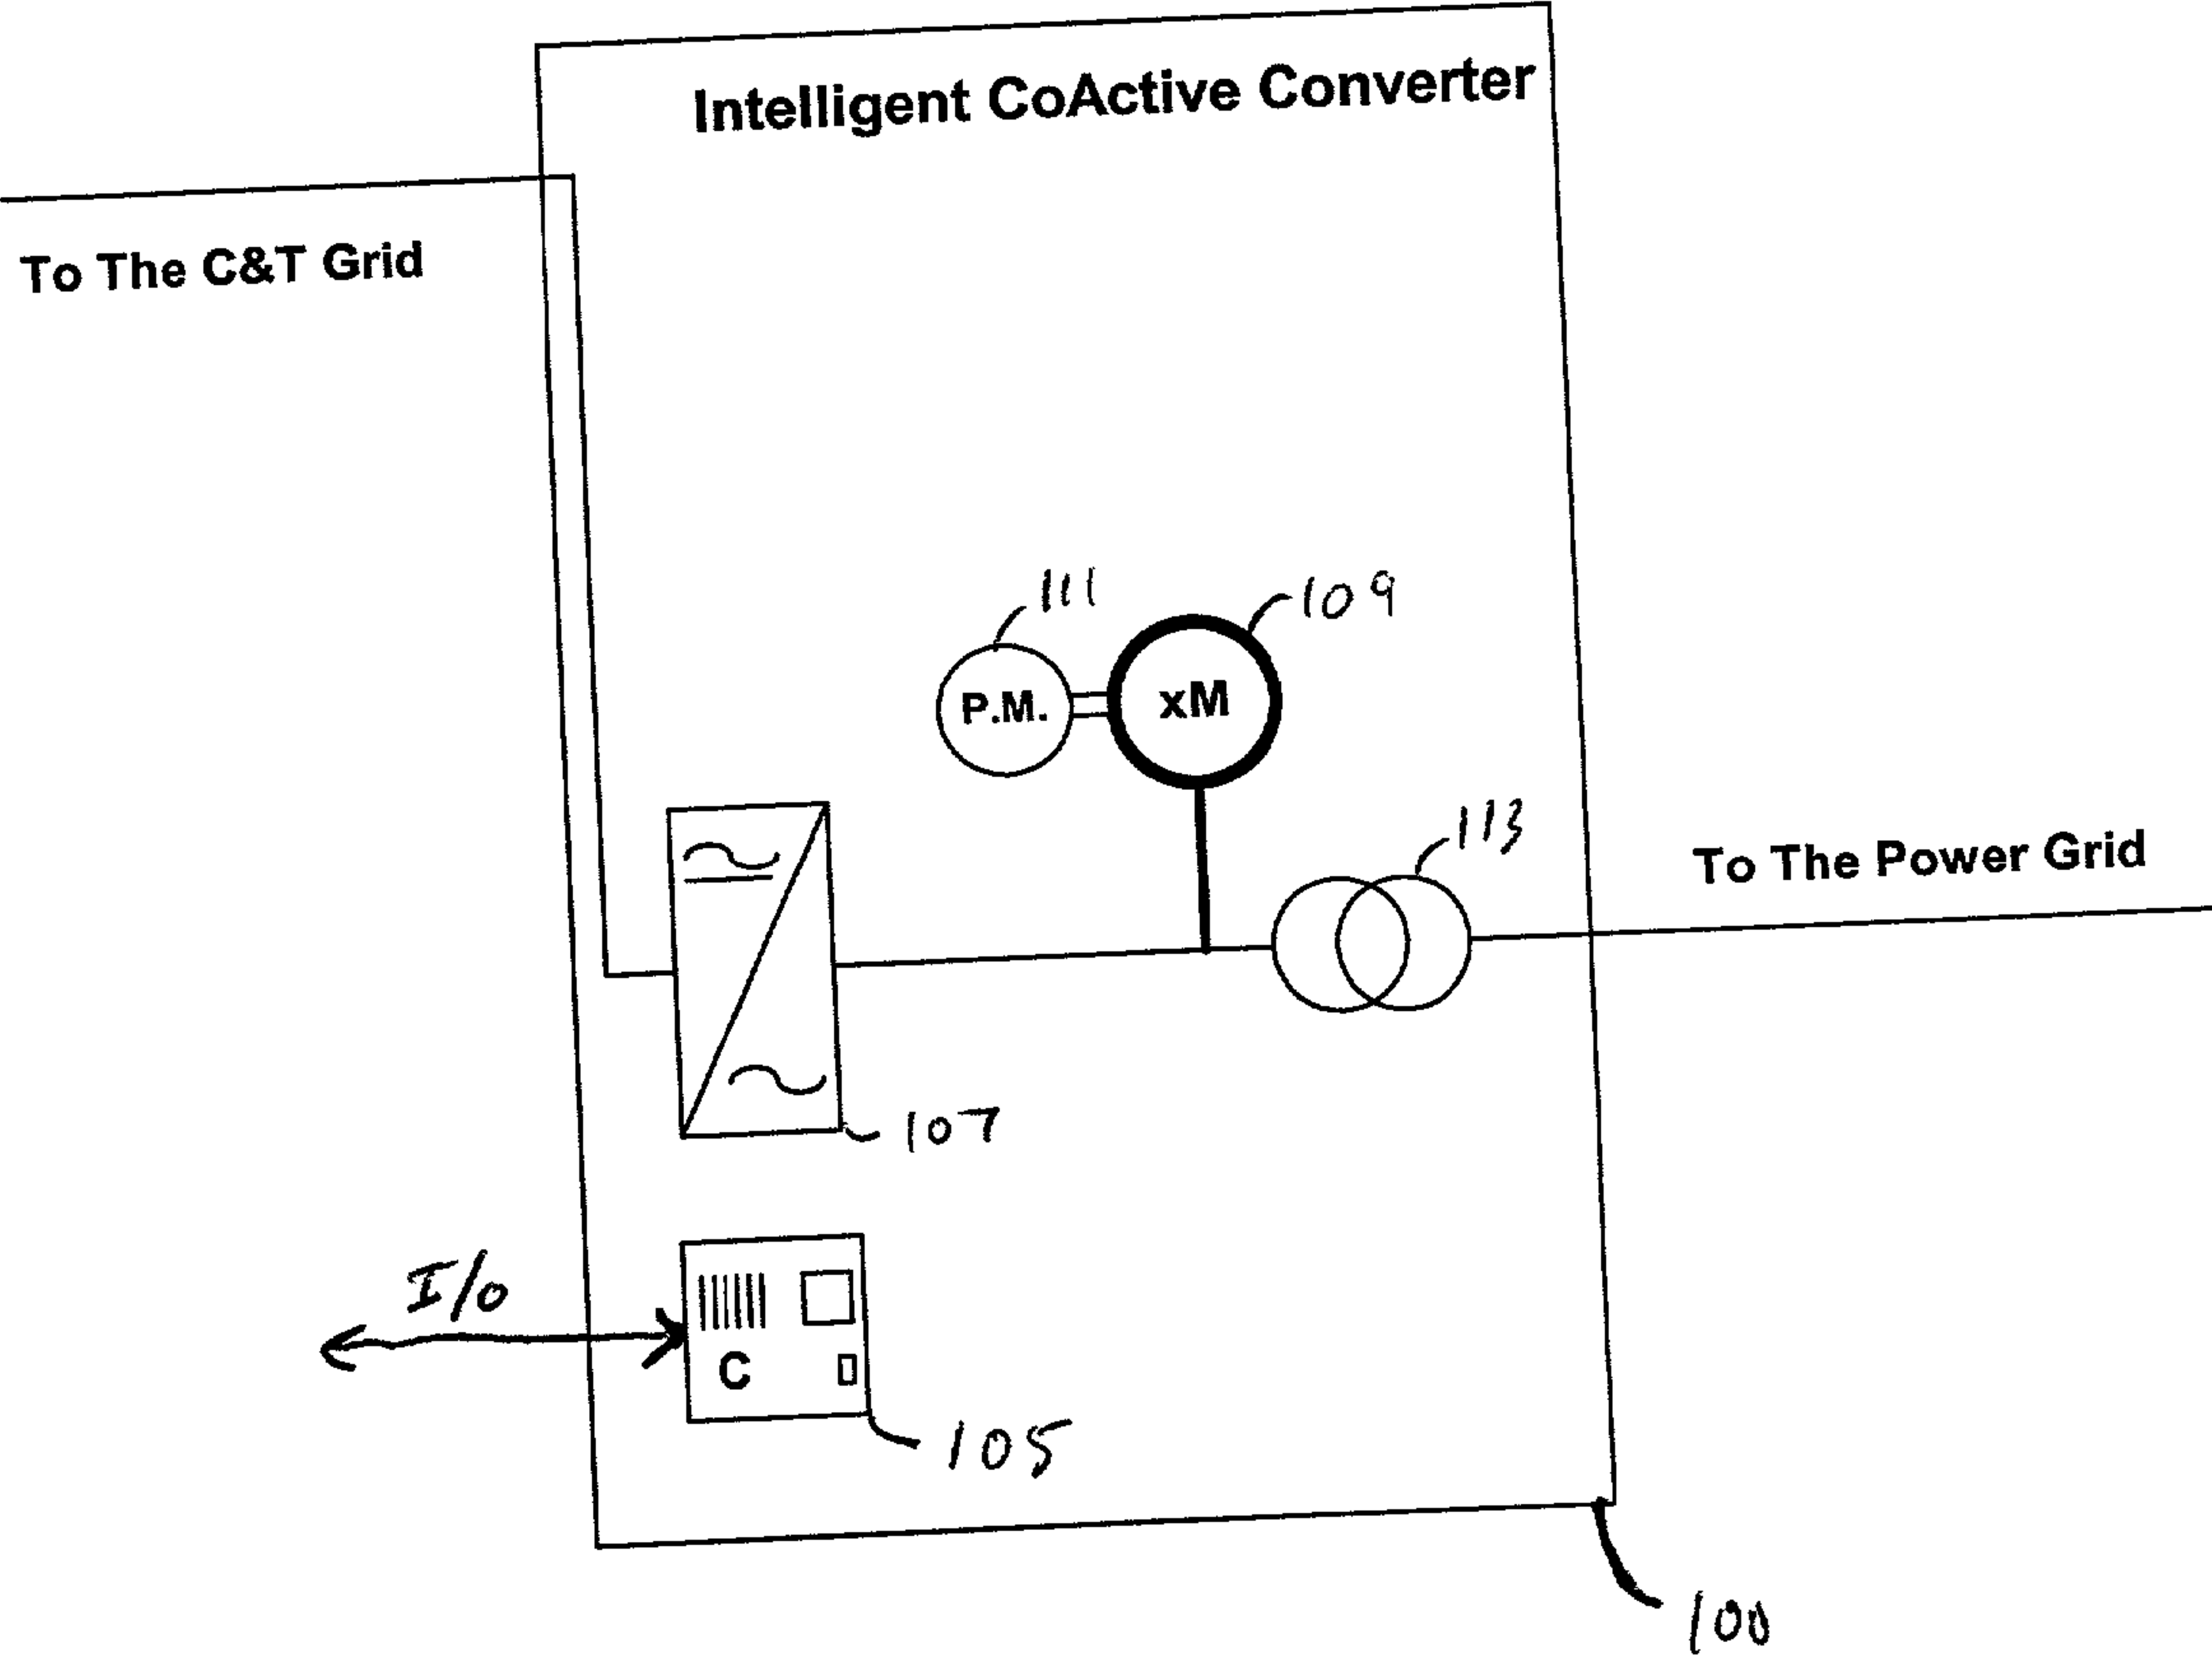 Intelligent CoActive Converter
To The C&T Grid
111
109
P.M.
xM
113
To The Power Grid
107
I/O
C
105
100